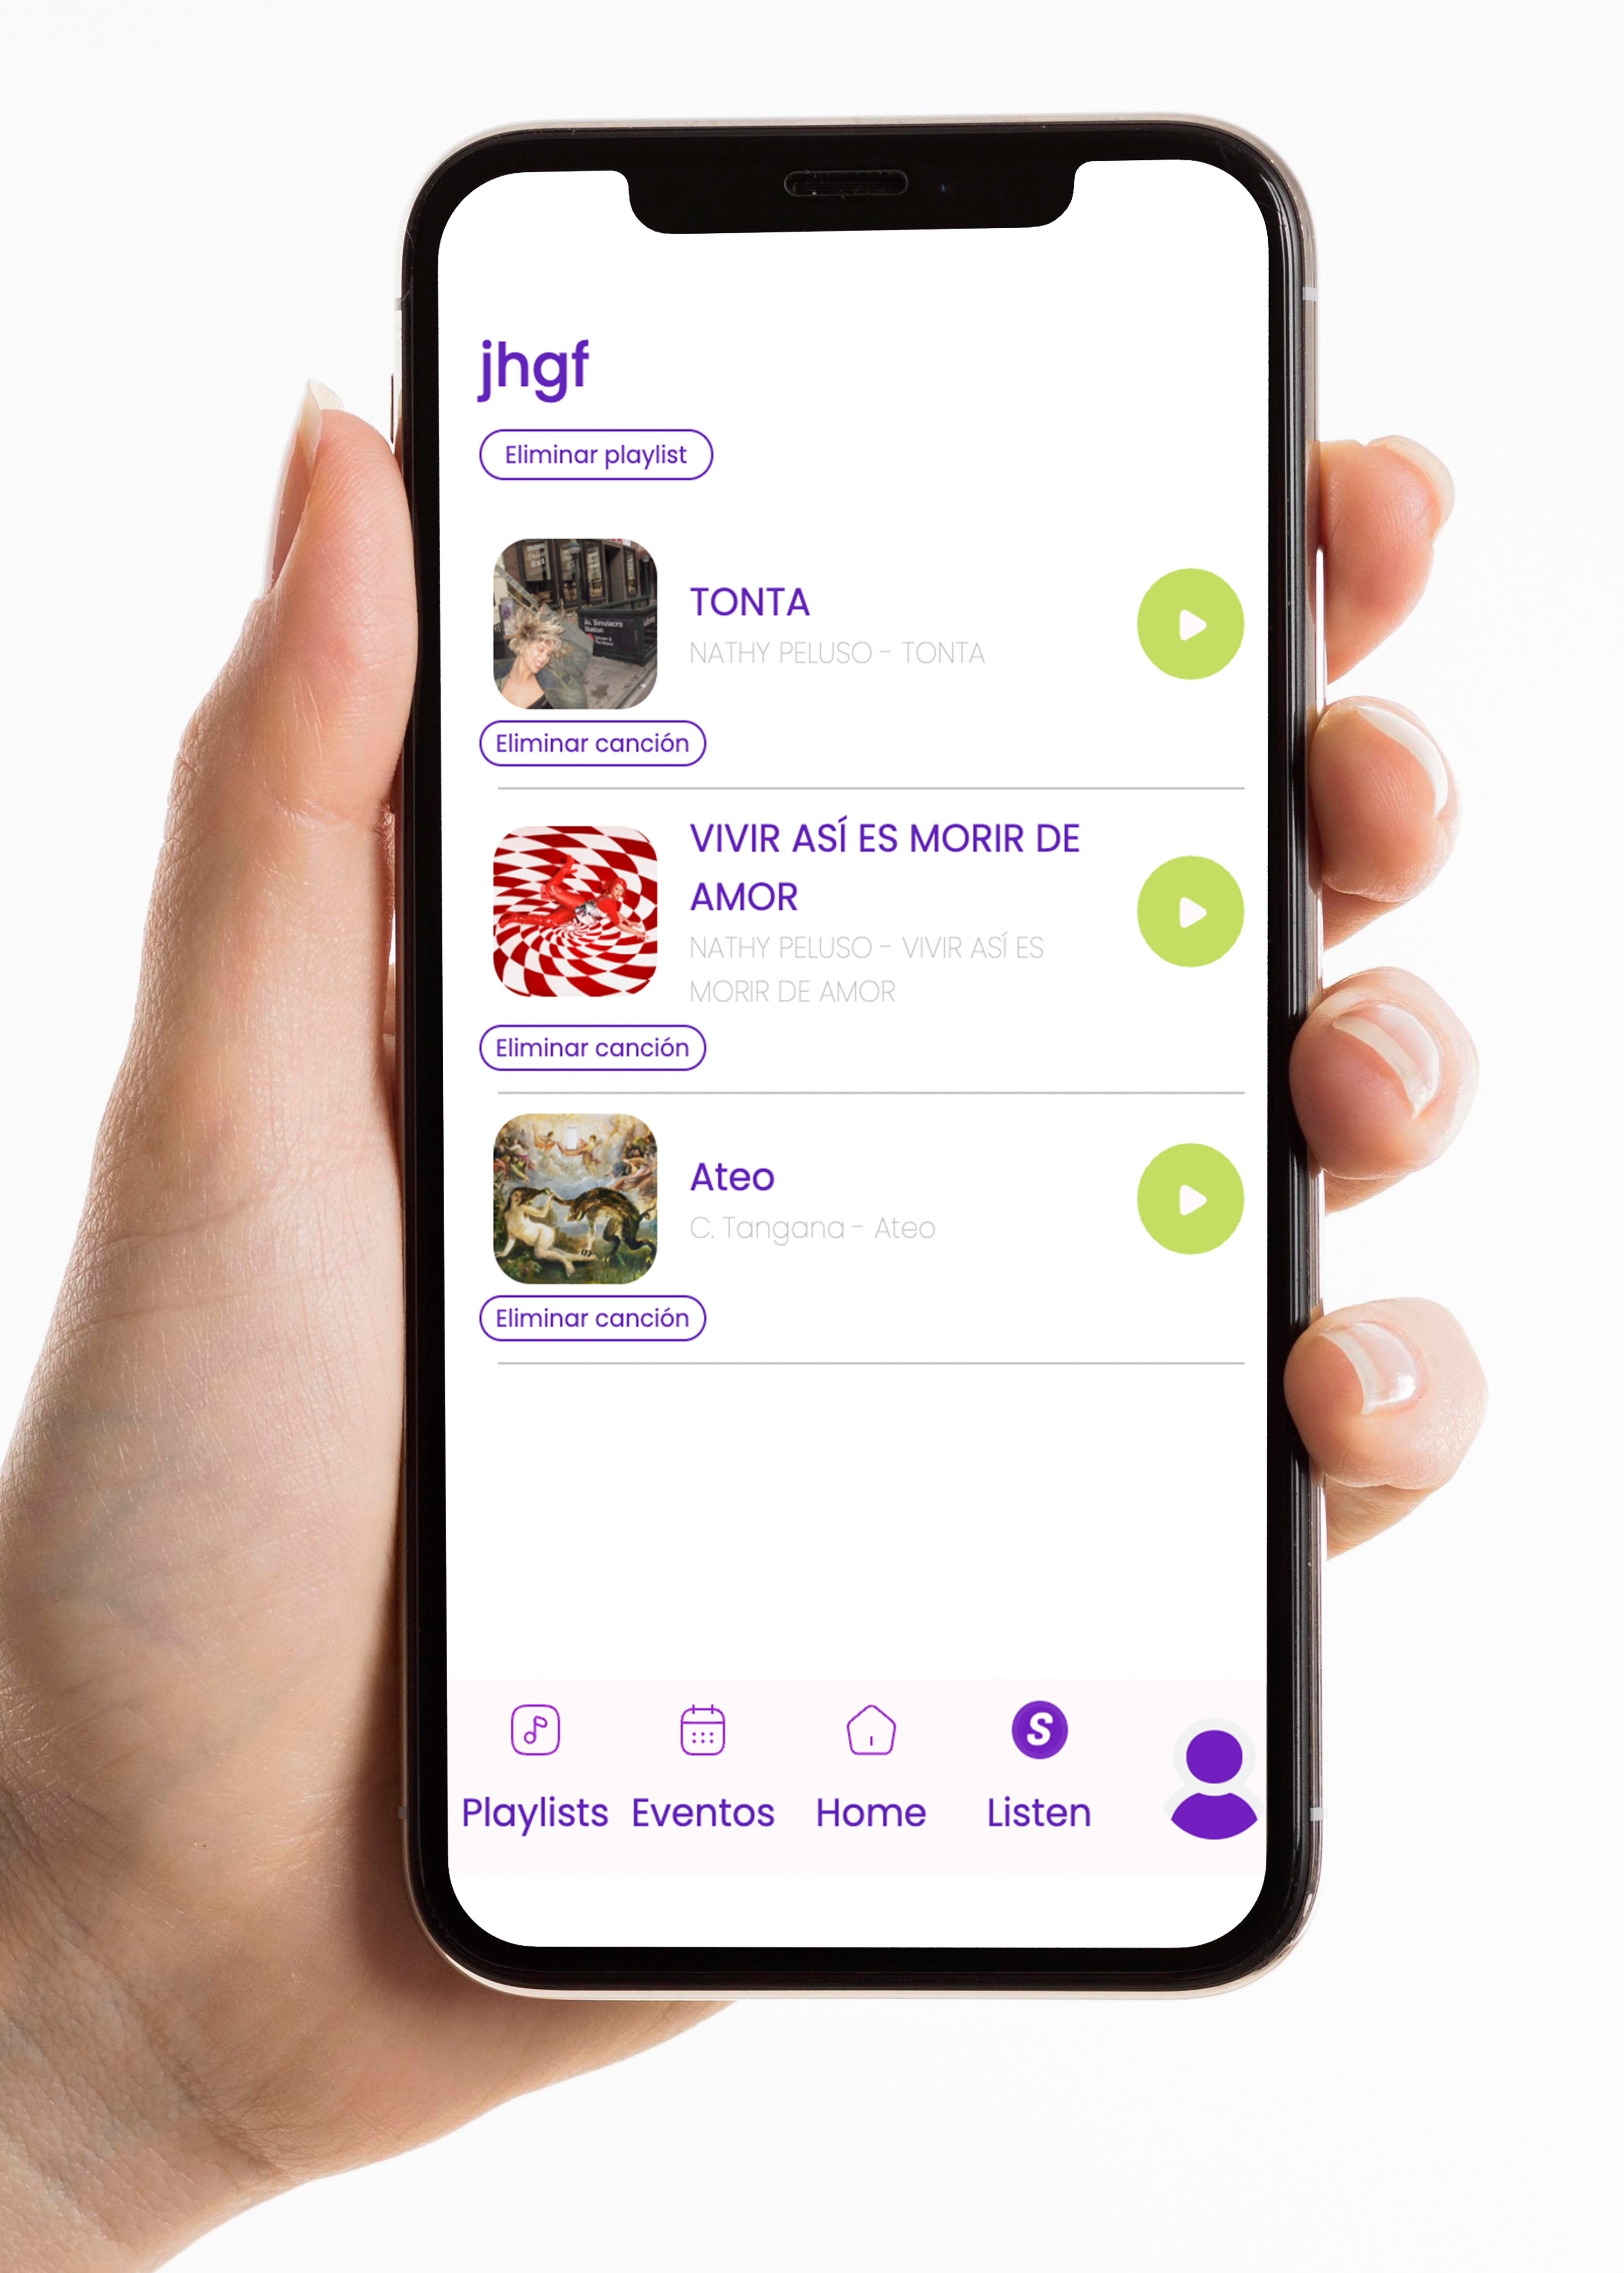 jhgf
Eliminar playlist
TONTA
NATHY PELUSO - TONTA
Eliminar canción
VIVIR ASÍ ES MORIR DE
AMOR
NATHY PELUSO - VIVIR ASÍ ES
MORIR DE AMOR
Eliminar canción
Ateo
C. Tangana - Ateo
Eliminar canción
S
Playlists Eventos Home Listen